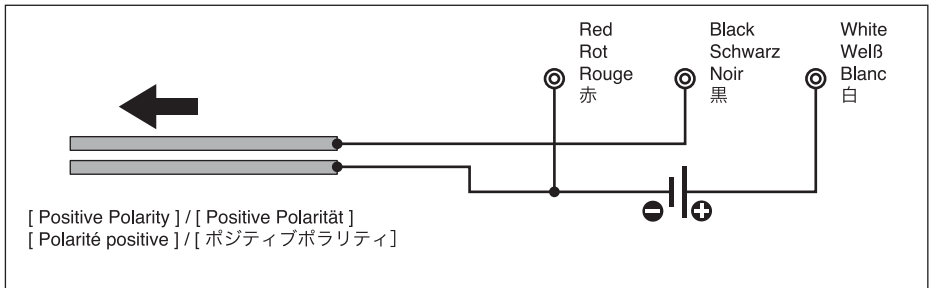 Red
Rot
Rouge
赤
Black
Schwarz
Noir
黒
White
Welß
Blanc
白
[ Positive Polarity ] / [ Positive Polarität ]
[ Polarité positive ] / [ ポジティブポラリティ]